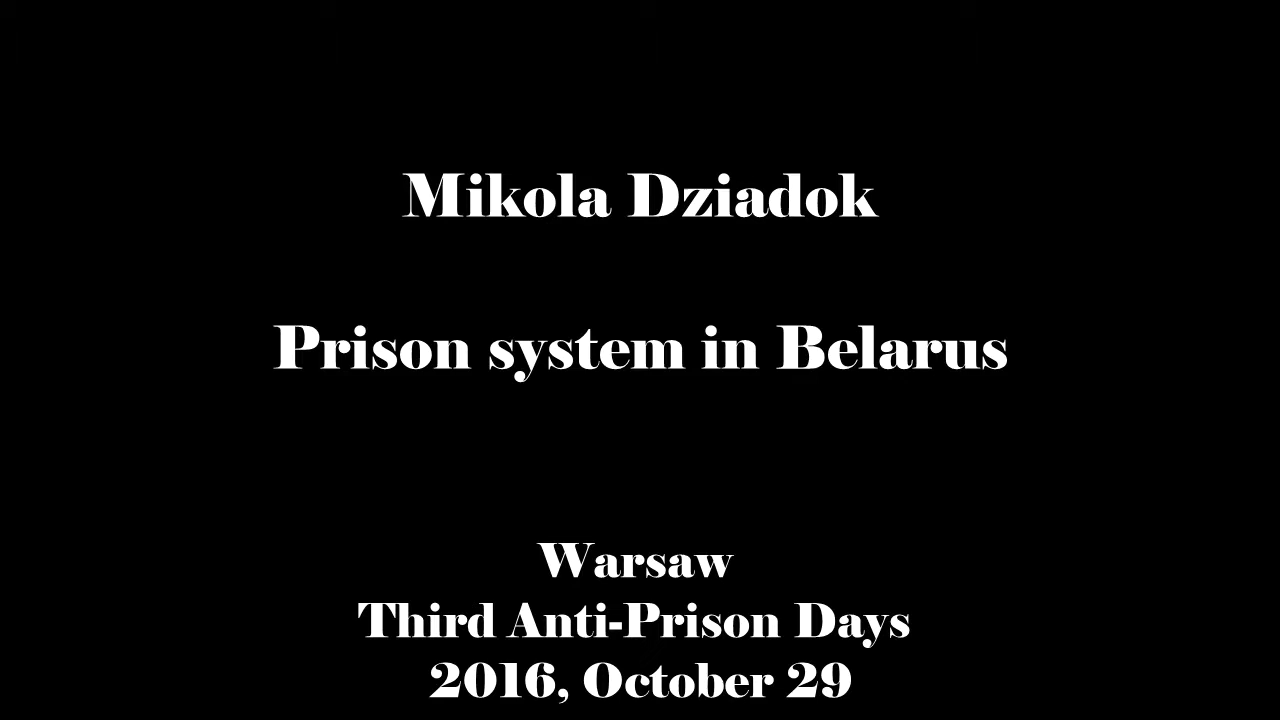 Mikola Dziadok
Prison system in Belarus
Warsaw
Third Anti-Prison Days
2016, October 29